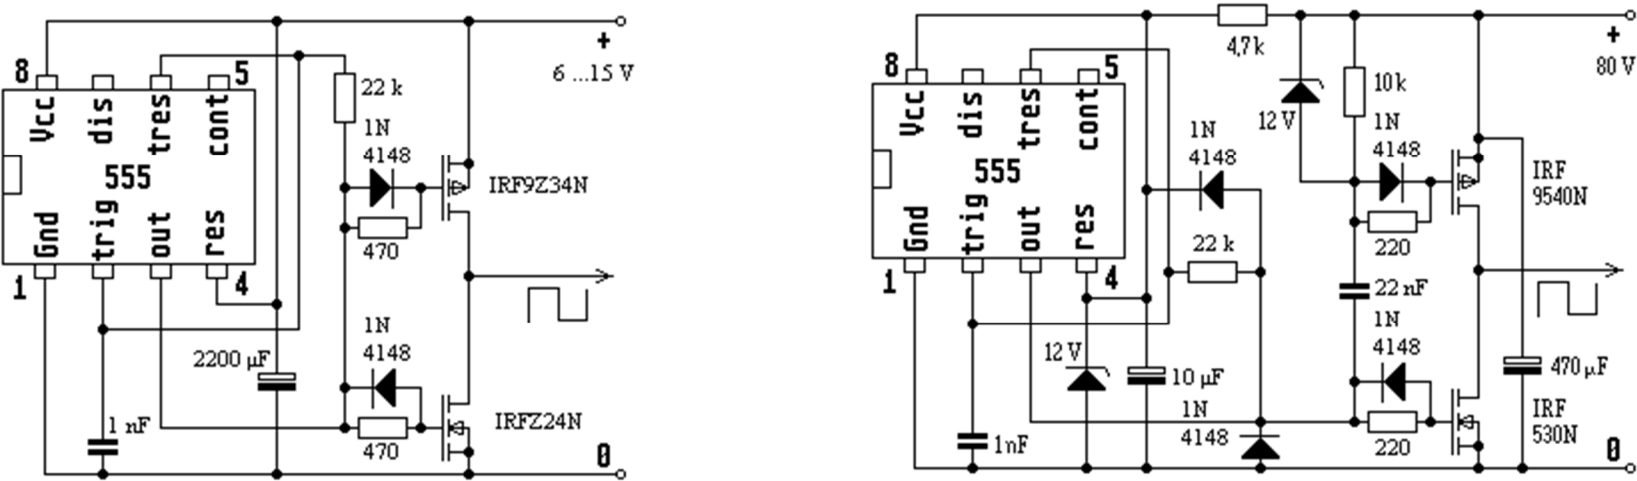 +
6 ...15 V
8
5
Vcc
dis
tres
cont
555
Gnd
trig
out
res
1
4
22 k
1N
4148
IRF9Z34N
470
1N
4148
2200 µF
1 nF
470
IRFZ24N
0
+
80 V
4,7k
8
5
Vcc
dis
tres
cont
555
Gnd
trig
out
res
1
4
12 V
10k
1N
4148
1N
4148
IRF
9540N
22 k
220
22 nF
1N
4148
12 V
10 µF
470 µF
1N
4148
1nF
220
IRF
530N
0